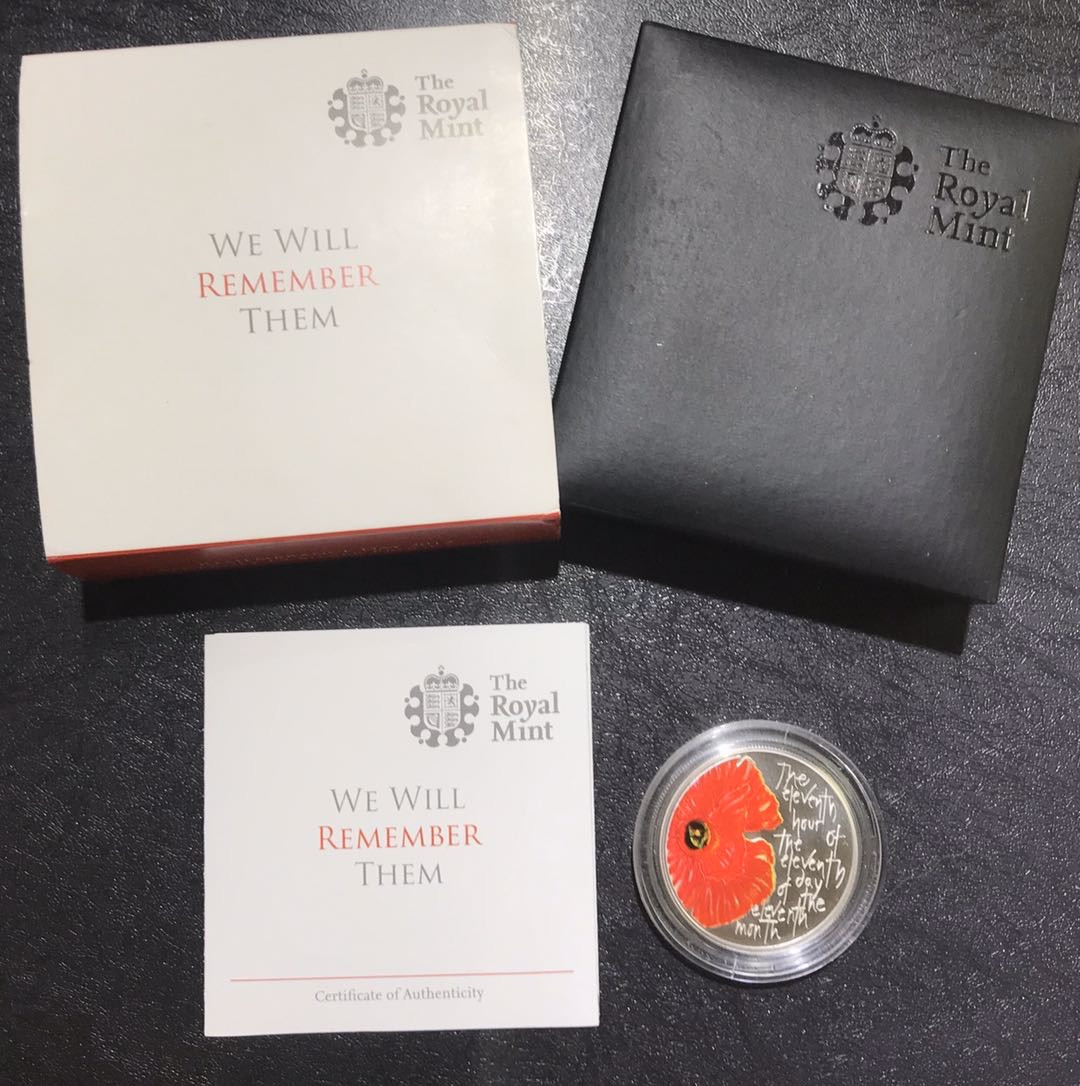 The
Royal
Mint
WE WILL
REMEMBER
THEM
The
Royal
Mint
The
Royal
Mint
WE WILL
REMEMBER
THEM
Certificate of Authenticity
The
eleventh
hour of
the
eleventh
day
of the
eleventh
month